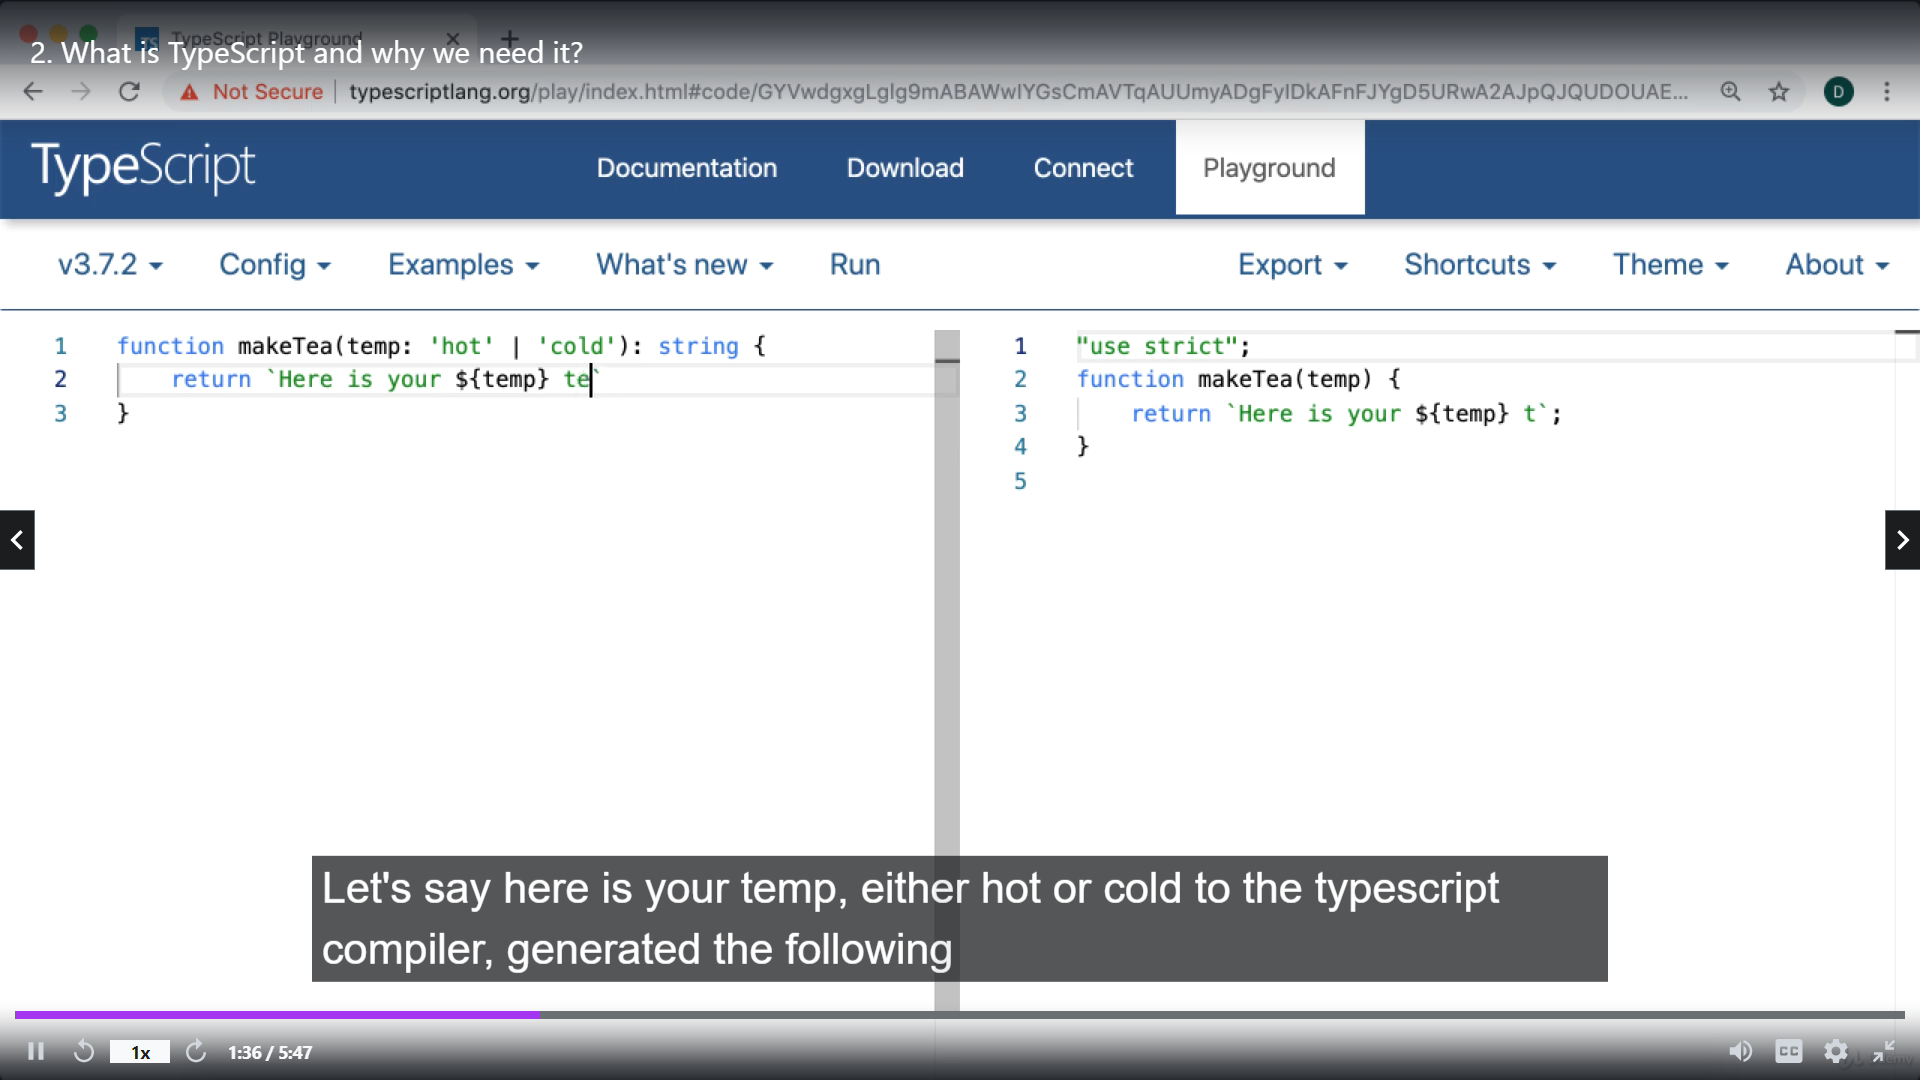 TypeScript Playground
2. What is TypeScript and why we need it?
Not Secure | typescriptlang.org/play/index.html#code/GYVwdgxgLglg9mABAWwIYGsCmAVTqAUUmyADgFyIDkAFnFJYgD5URwA2AJpQJQUDOUAE...
D
TypeScript Documentation Download Connect Playground
v3.7.2 Config Examples What's new Run Export Shortcuts Theme About
1 function makeTea(temp: 'hot' | 'cold'): string {
2 return `Here is your ${temp} te`
3 }
1 "use strict";
2 function makeTea(temp) {
3 return `Here is your ${temp} t`;
4 }
5
Let's say here is your temp, either hot or cold to the typescript
compiler, generated the following
1x 1:36 / 5:47 CC